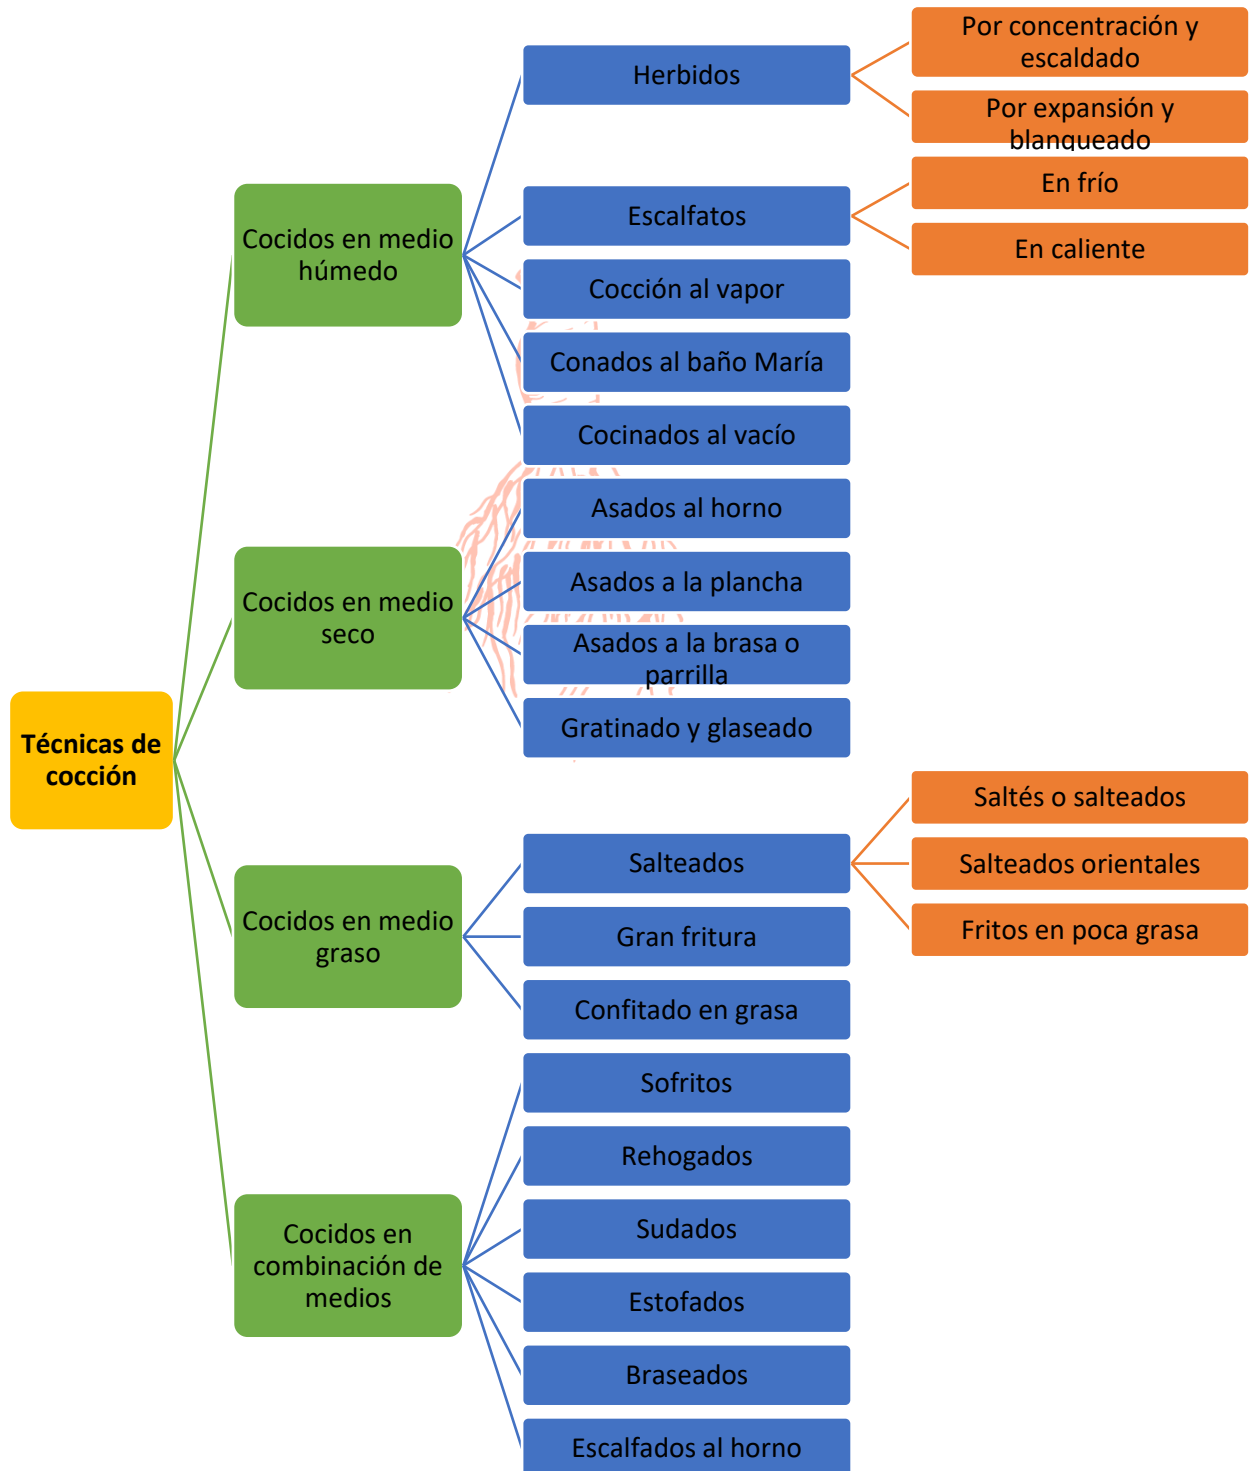 Técnicas de
cocción
Cocidos en medio
húmedo
Herbidos
Por concentración y
escaldado
Por expansión y
blanqueado
Escalfatos
En frío
En caliente
Cocción al vapor
Conados al baño María
Cocinados al vacío
Cocidos en medio
seco
Asados al horno
Asados a la plancha
Asados a la brasa o
parrilla
Gratinado y glaseado
Cocidos en medio
graso
Salteados
Saltés o salteados
Salteados orientales
Fritos en poca grasa
Gran fritura
Confitado en grasa
Cocidos en
combinación de
medios
Sofritos
Rehogados
Sudados
Estofados
Braseados
Escalfados al horno